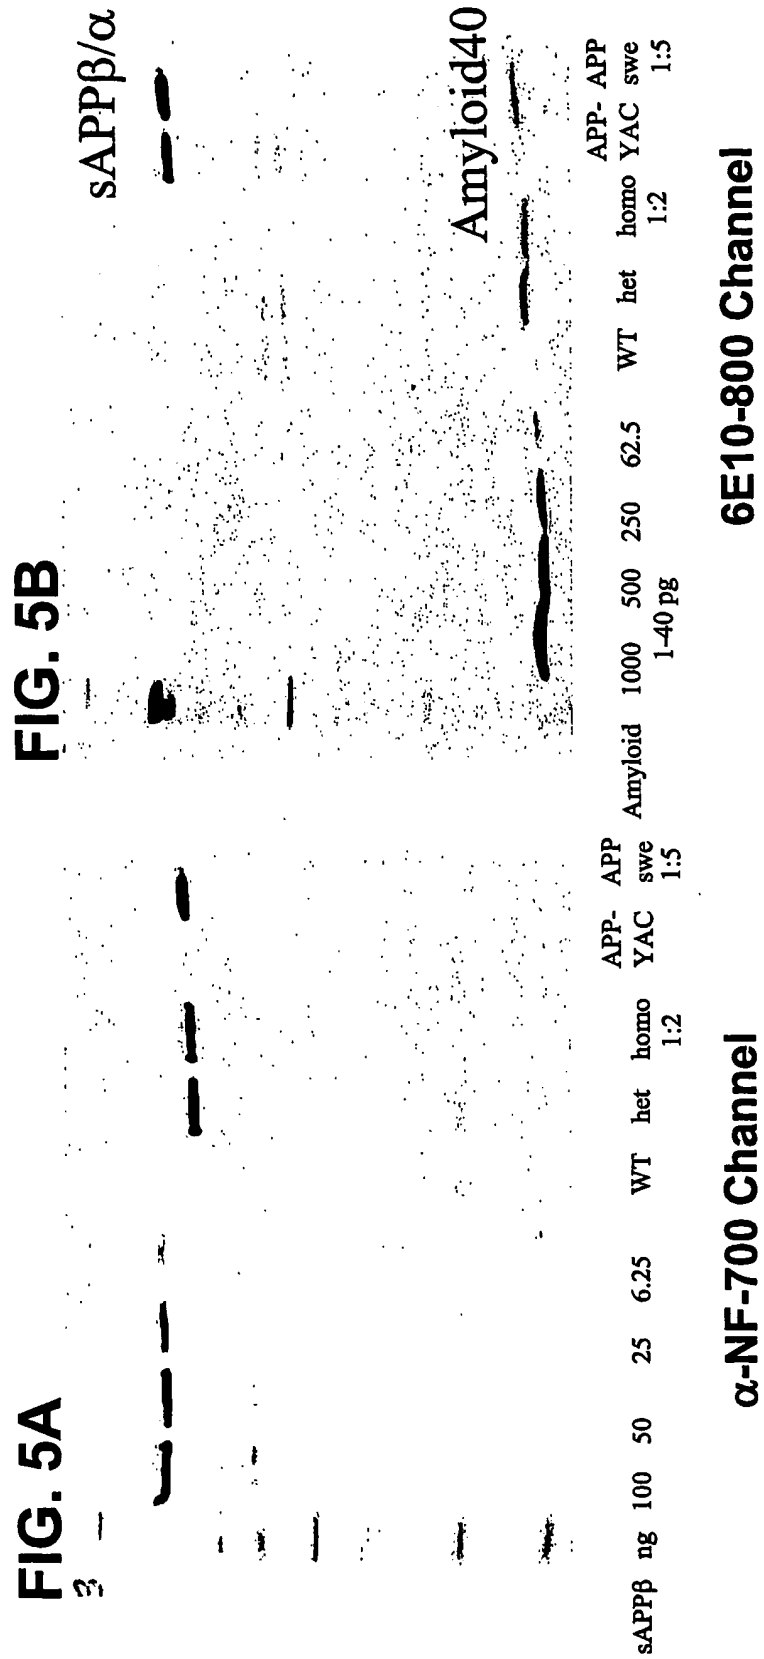 FIG. 5A
sAPPβ ng 100 50 25 6.25 WT het homo APP- APP
1:2 YAC swe
1:5
α-NF-700 Channel
FIG. 5B
sAPPβ/α
Amyloid40
Amyloid 1000 500 250 62.5 WT het homo APP- APP
1-40 pg 1:2 YAC swe
1:5
6E10-800 Channel